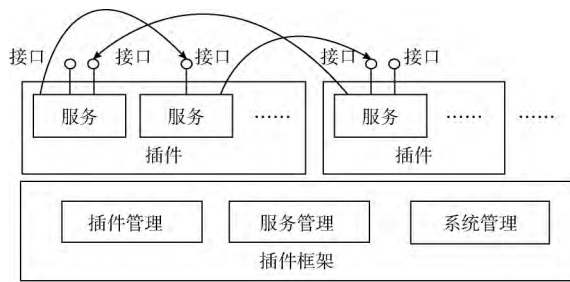 接口 接口 接口 接口 接口
服务 服务 …… 服务 …… ……
插件 插件
插件管理 服务管理 系统管理
插件框架